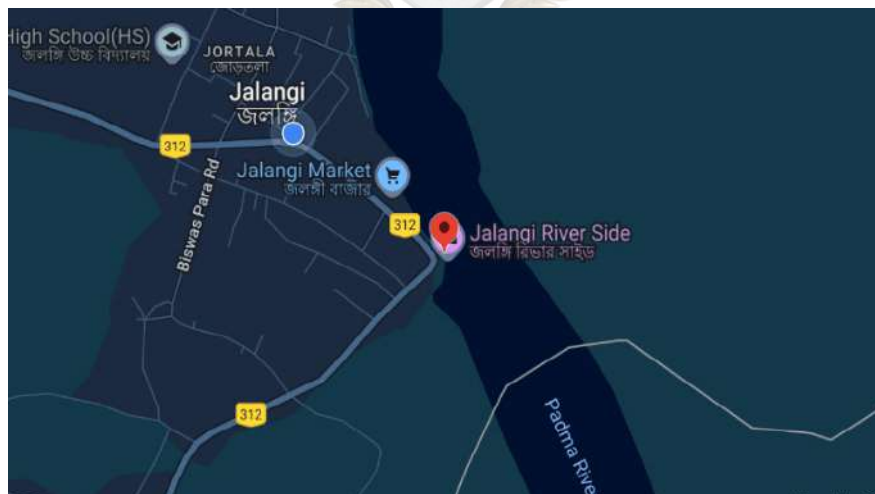 High School(HS)
জলঙ্গি উচ্চ বিদ্যালয়
JORTALA
জোড়তলা
Jalangi
জলঙ্গি
312
Jalangi Market
জলঙ্গী বাজার
Biswas Para Rd
312
Jalangi River Side
জলঙ্গি রিভার সাইড
312
Padma River